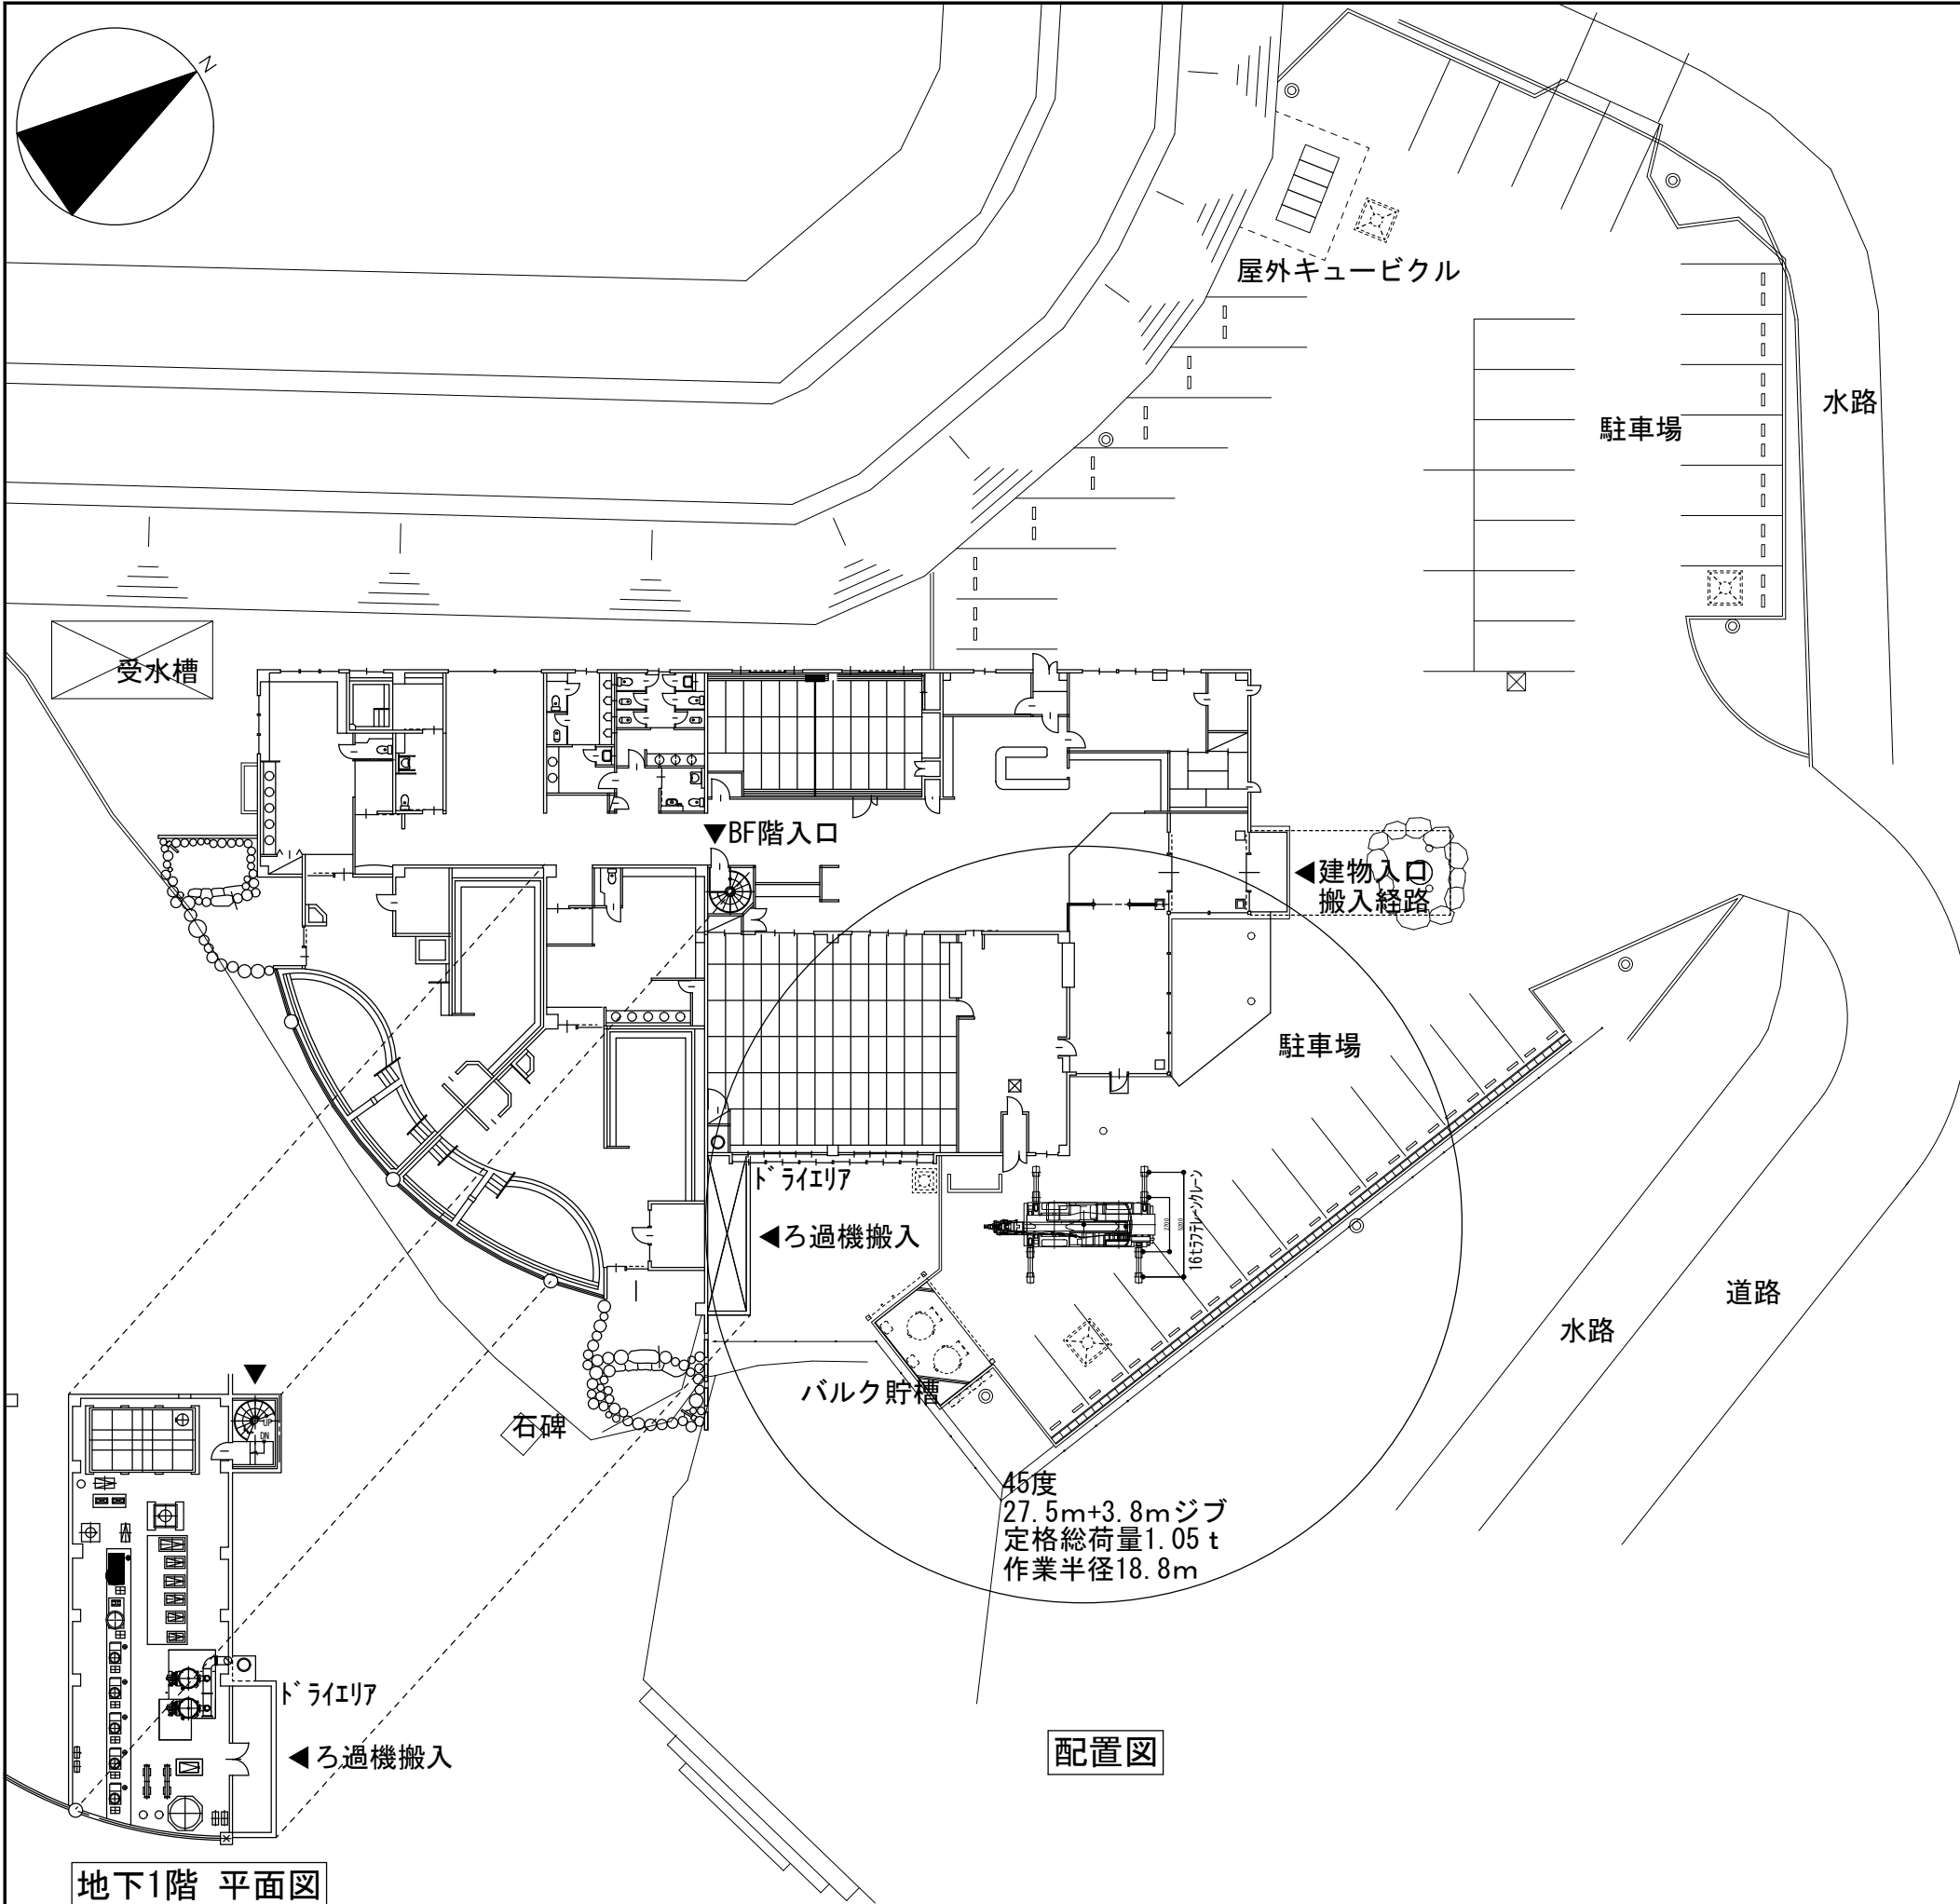 N
屋外キュービクル
水路
駐車場
受水槽
▼BF階入口
◀建物入口
搬入経路
駐車場
ドライエリア
16tラフテレーンクレーン
◀ろ過機搬入
道路
水路
バルク貯槽
石碑
UP
DN
45度
27.5m+3.8mジブ
定格総荷量1.05t
作業半径18.8m
ドライエリア
◀ろ過機搬入
配置図
地下1階 平面図